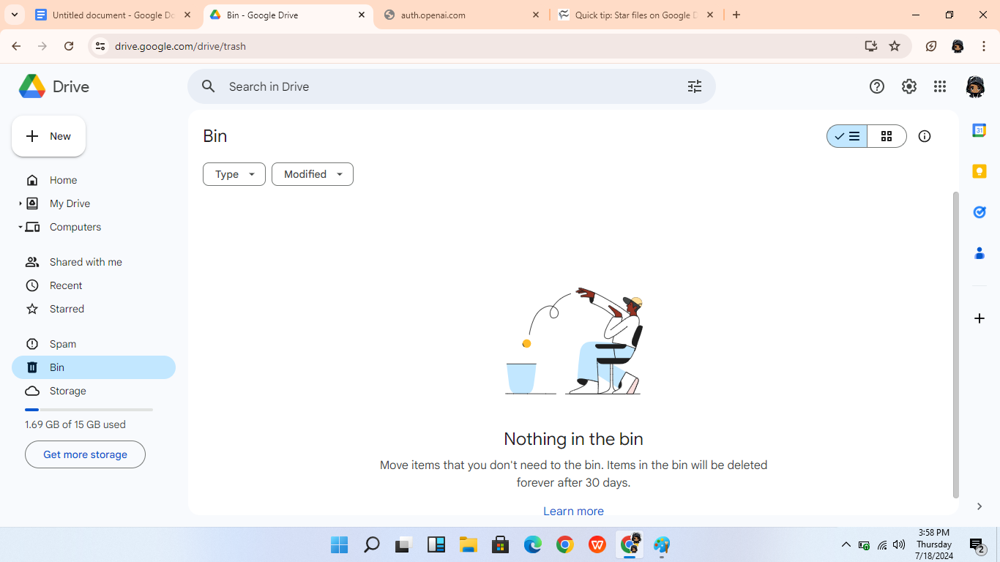 Untitled document - Google Do
Bin - Google Drive
auth.openai.com
Quick tip: Star files on Google D
drive.google.com/drive/trash
Drive
Search in Drive
New
Bin
Type
Modified
Home
My Drive
Computers
Shared with me
Recent
Starred
Spam
Bin
Storage
1.69 GB of 15 GB used
Get more storage
31
Nothing in the bin
Move items that you don't need to the bin. Items in the bin will be deleted
forever after 30 days.
Learn more
3:58 PM
Thursday
7/18/2024
2